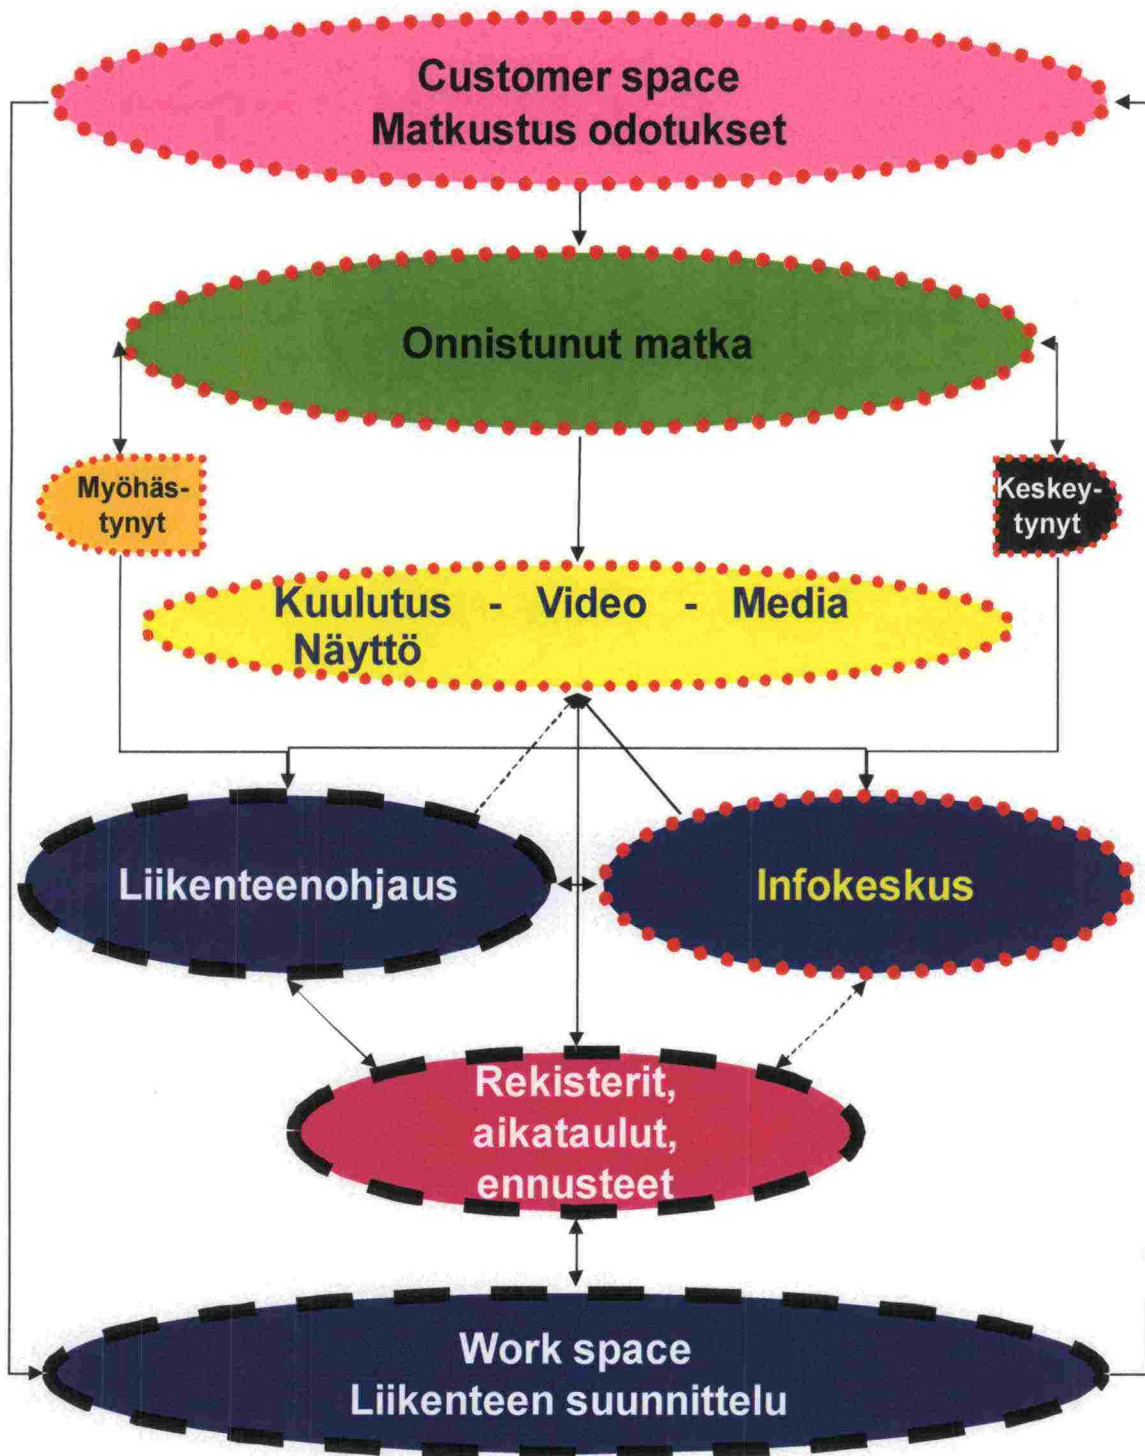 Customer space
Matkustus odotukset
Onnistunut matka
Myöhäs-
tynyt
Keskey-
tynyt
Kuulutus - Video - Media
Näyttö
Liikenteenohjaus
Infokeskus
Rekisterit,
aikataulut,
ennusteet
Work space
Liikenteen suunnittelu